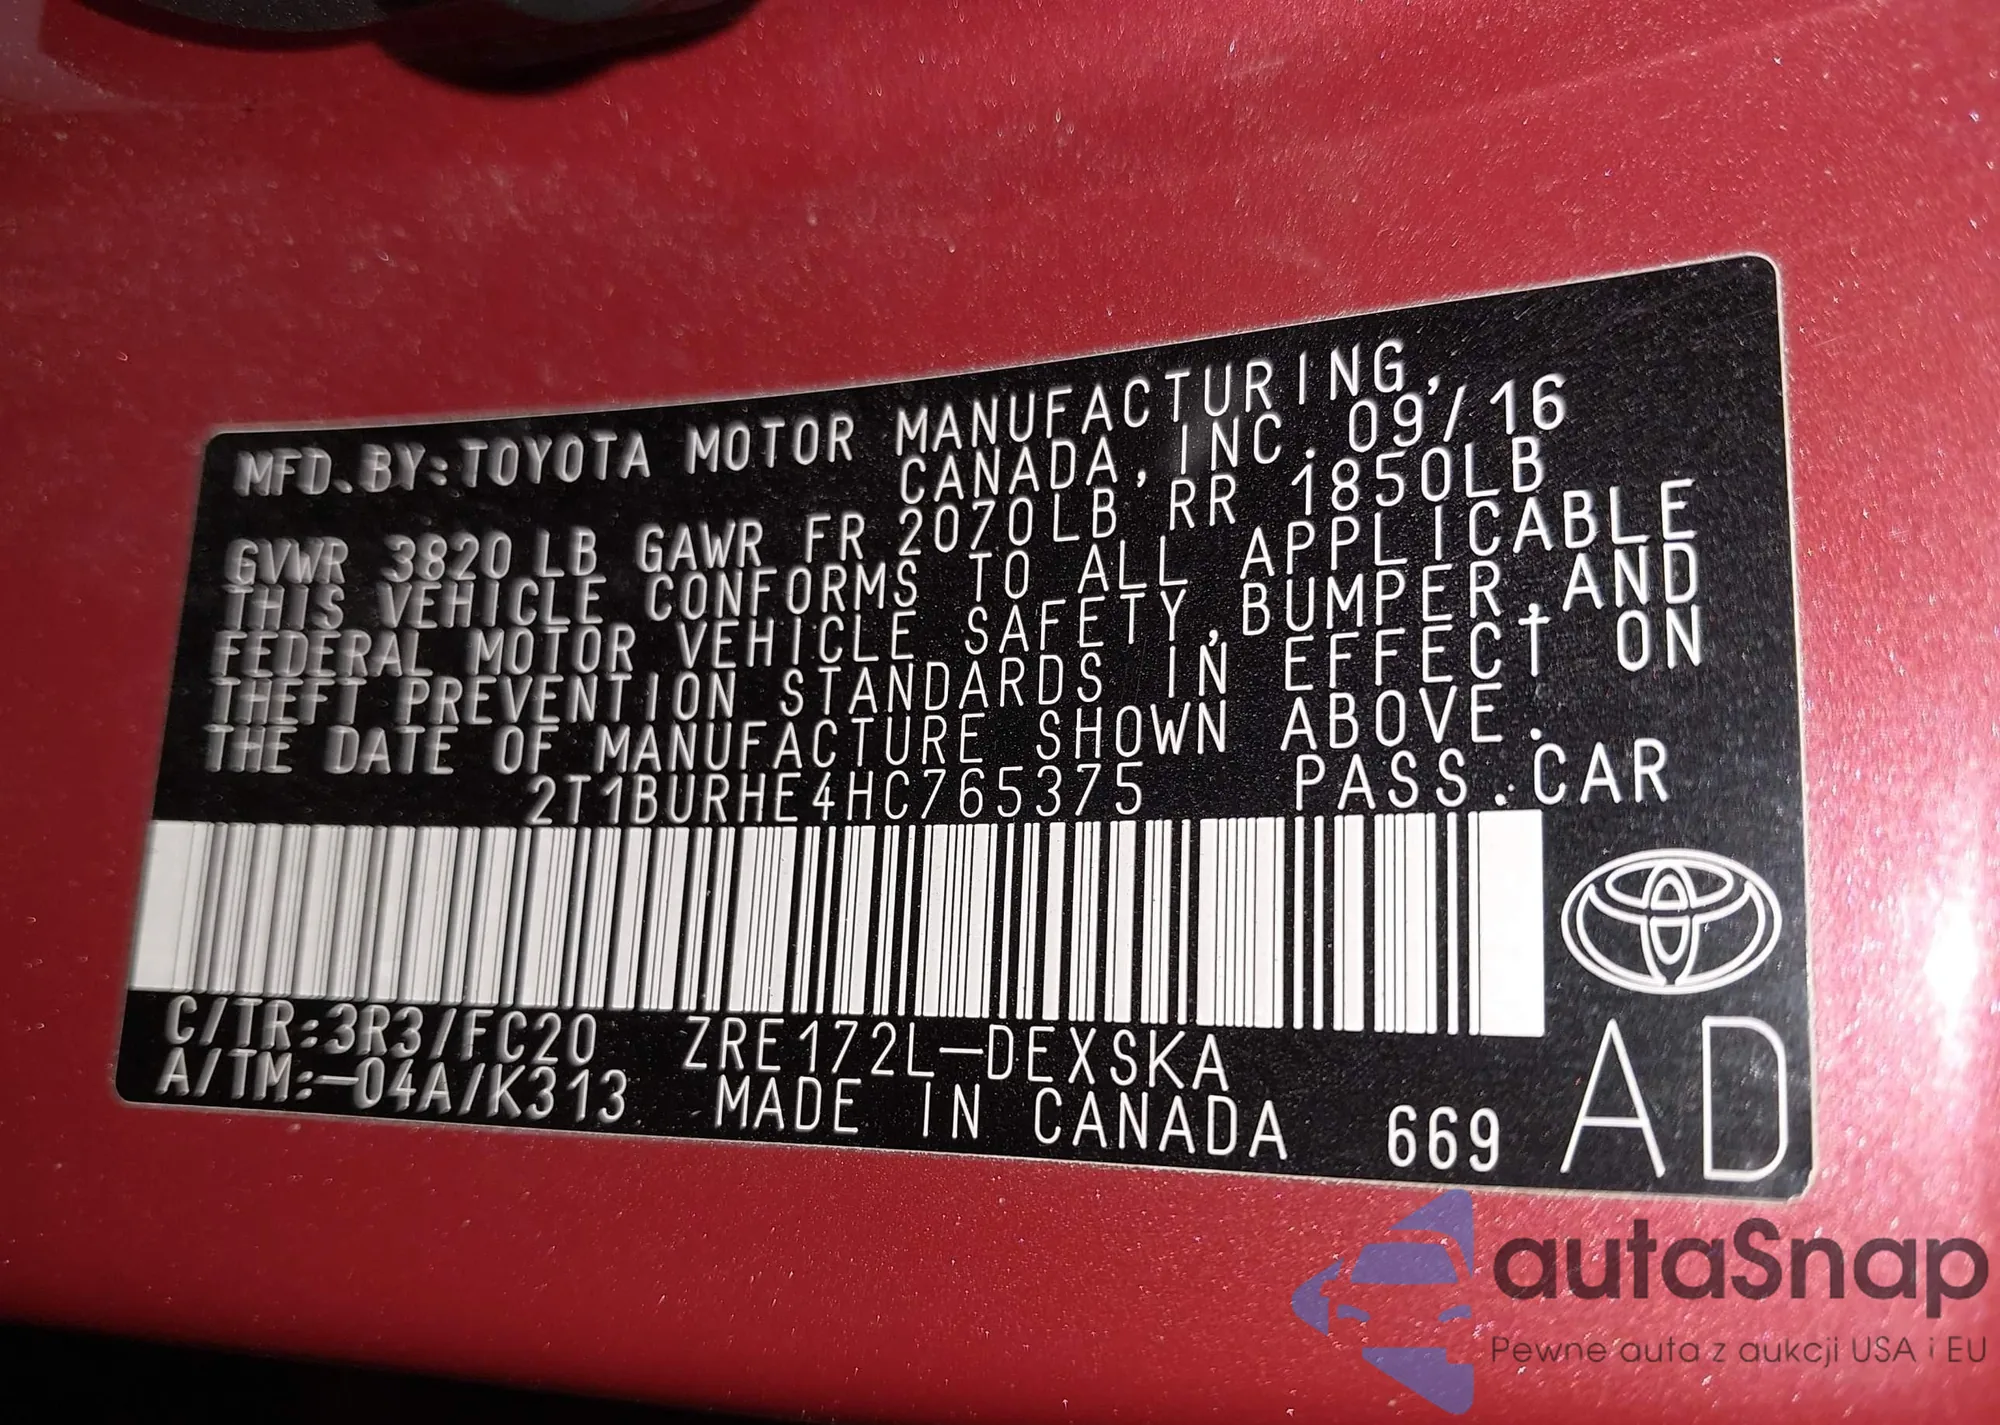 MFD. BY: TOYOTA MOTOR MANUFACTURING,
CANADA, INC. 09/16
GVWR 3820 LB GAWR FR 2070LB RR 1850LB
THIS VEHICLE CONFORMS TO ALL APPLICABLE
FEDERAL MOTOR VEHICLE SAFETY, BUMPER, AND
THEFT PREVENTION STANDARDS IN EFFECT ON
THE DATE OF MANUFACTURE SHOWN ABOVE.
2T1BURHE4HC765375 PASS. CAR
C/TR:3R3/FC20 ZRE172L-DEXSKA
A/TM:-04A/K313 MADE IN CANADA 669 AD
autaSnap
Pewne auta z aukcji USA i EU